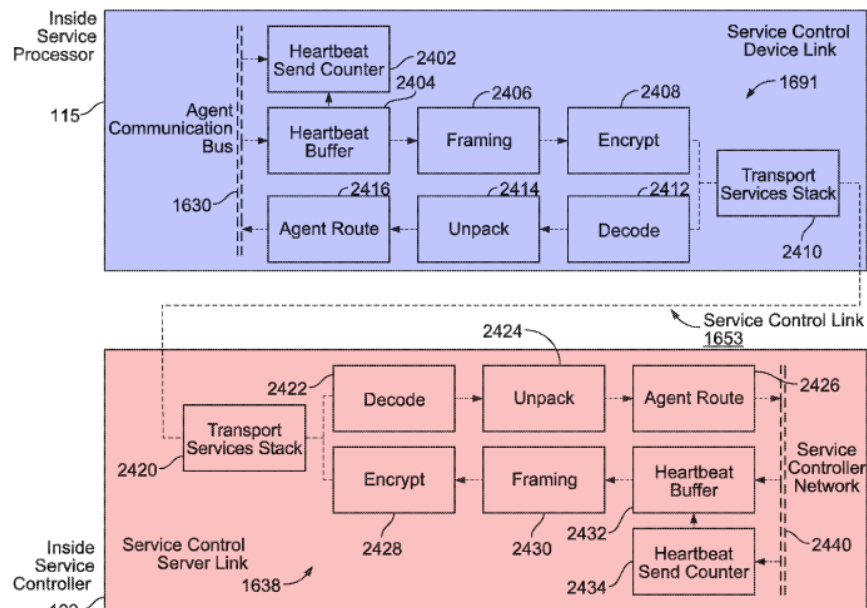 Inside
Service
Processor
115
Heartbeat
Send Counter
2402
2404
Service Control
Device Link
1691
Agent
Communication
Bus
1630
Heartbeat
Buffer
2406
Framing
2408
Encrypt
Transport
Services Stack
2410
2416
Agent Route
2414
Unpack
2412
Decode
Service Control Link
1653
2422
Decode
2424
Unpack
Agent Route
2426
Transport
Services Stack
2420
Encrypt
2428
Framing
2430
Heartbeat
Buffer
2432
Service
Controller
Network
2440
Heartbeat
Send Counter
2434
Service Control
Server Link
1638
Inside
Service
Controller